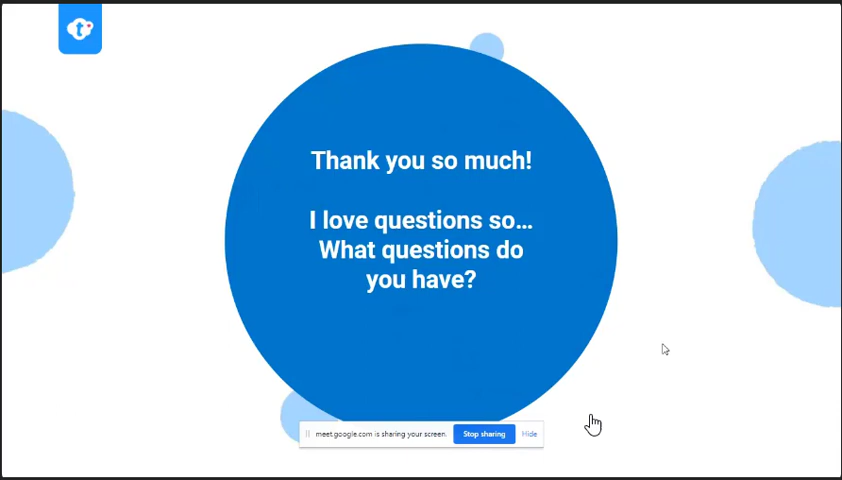 t
Thank you so much!
I love questions so...
What questions do
you have?
meet.google.com is sharing your screen.
Stop sharing
Hide